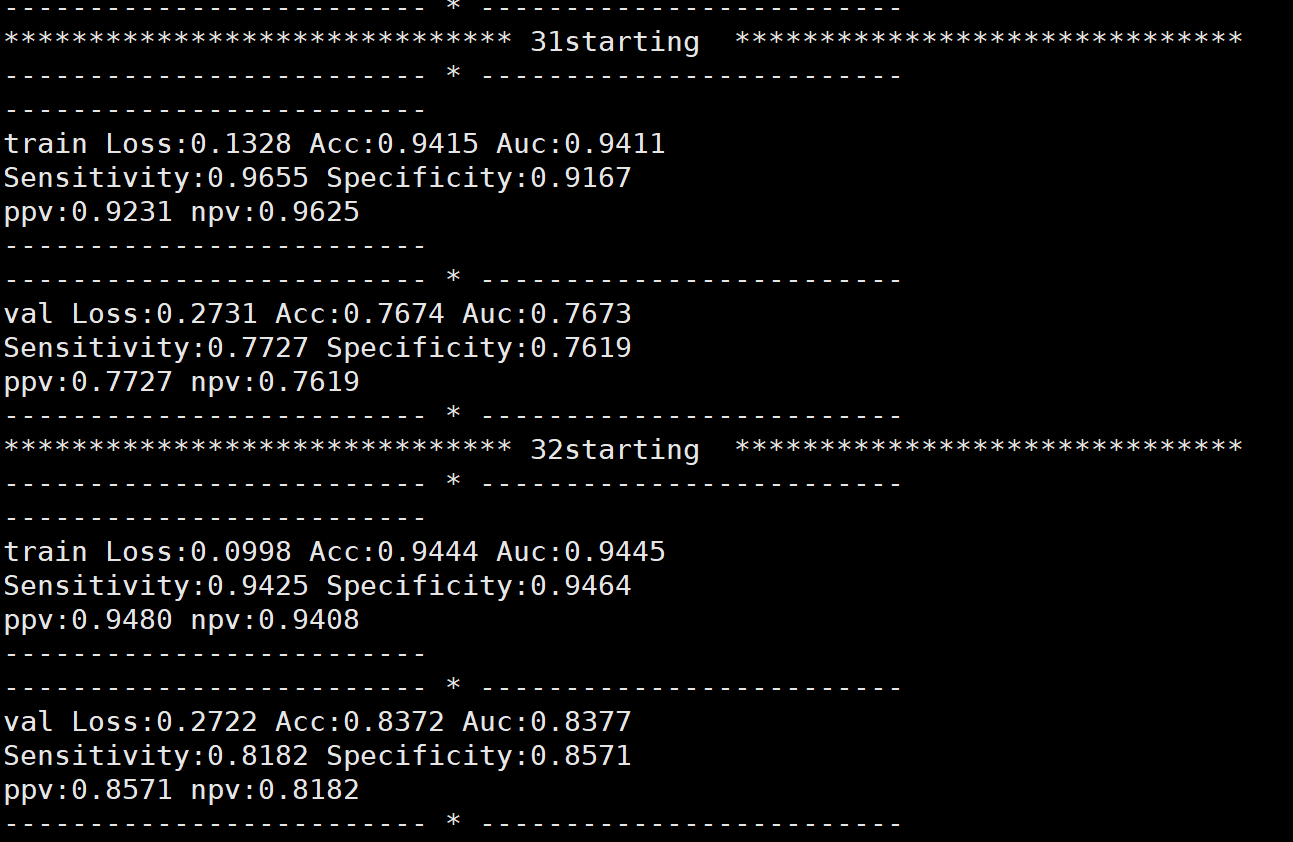 ------------------------- * -------------------------
****************************** 31starting  ******************************
------------------------- * -------------------------
-------------------------
train Loss:0.1328 Acc:0.9415 Auc:0.9411
Sensitivity:0.9655 Specificity:0.9167
ppv:0.9231 npv:0.9625
-------------------------
------------------------- * -------------------------
val Loss:0.2731 Acc:0.7674 Auc:0.7673
Sensitivity:0.7727 Specificity:0.7619
ppv:0.7727 npv:0.7619
------------------------- * -------------------------
****************************** 32starting  ******************************
------------------------- * -------------------------
-------------------------
train Loss:0.0998 Acc:0.9444 Auc:0.9445
Sensitivity:0.9425 Specificity:0.9464
ppv:0.9480 npv:0.9408
-------------------------
------------------------- * -------------------------
val Loss:0.2722 Acc:0.8372 Auc:0.8377
Sensitivity:0.8182 Specificity:0.8571
ppv:0.8571 npv:0.8182
------------------------- * -------------------------